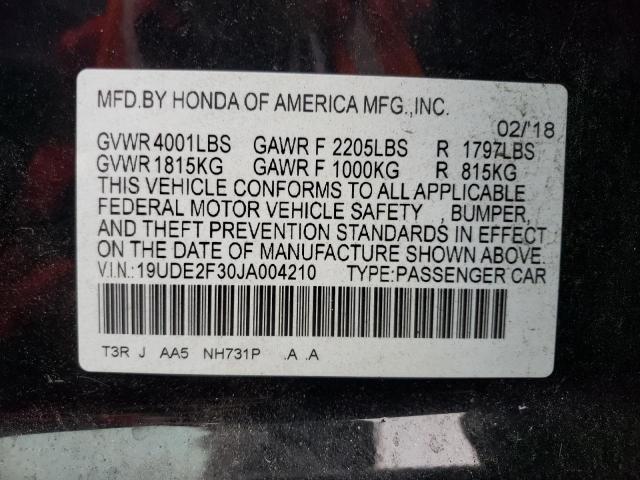 MFD.BY HONDA OF AMERICA MFG.,INC.
02/'18
GVWR 4001LBS GAWR F 2205LBS R 1797LBS
GVWR 1815KG GAWR F 1000KG R 815KG
THIS VEHICLE CONFORMS TO ALL APPLICABLE
FEDERAL MOTOR VEHICLE SAFETY , BUMPER,
AND THEFT PREVENTION STANDARDS IN EFFECT
ON THE DATE OF MANUFACTURE SHOWN ABOVE.
V.I.N.:19UDE2F30JA004210 TYPE:PASSENGER CAR
T3R J AA5 NH731P .A .A